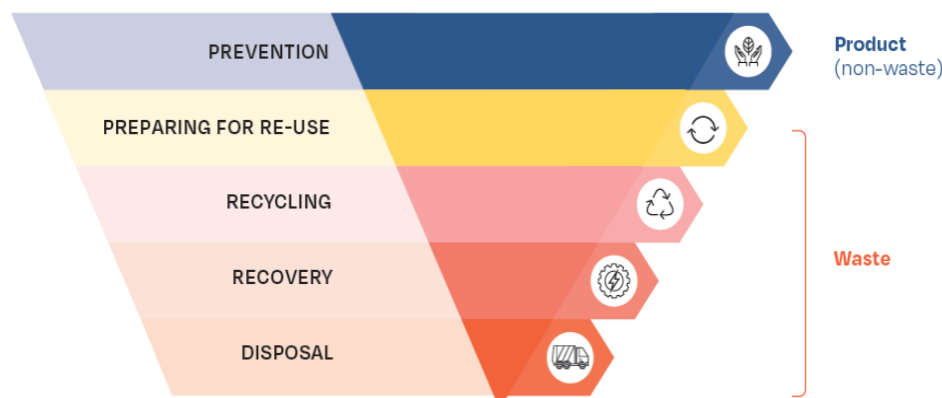 PREVENTION
Product
(non-waste)
PREPARING FOR RE-USE
RECYCLING
Waste
RECOVERY
DISPOSAL